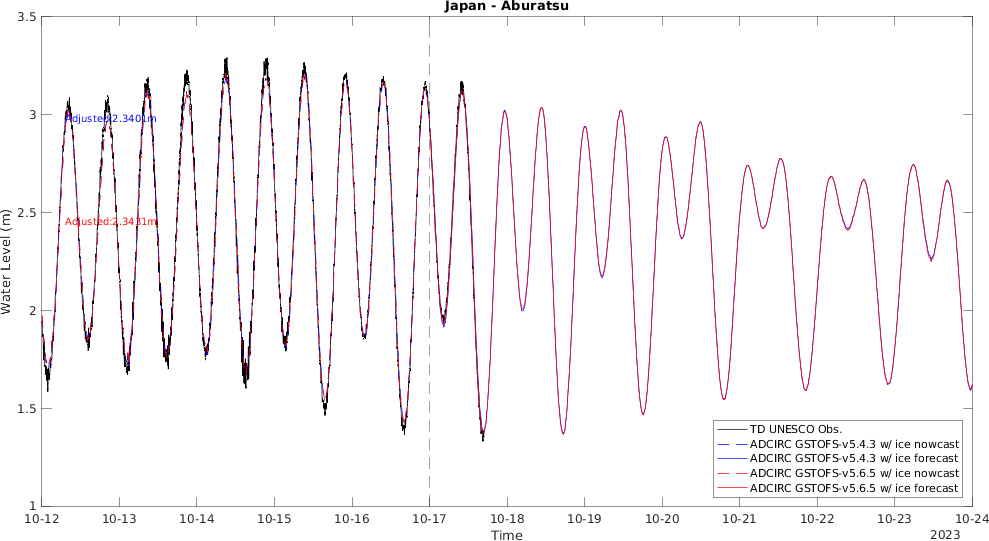 Japan - Aburatsu
3.5
3
2.5
2
1.5
1
Water Level (m)
Adjusted:2.3401m
Adjusted:2.3431m
TD UNESCO Obs.
ADCIRC GSTOFS-v5.4.3 w/ ice nowcast
ADCIRC GSTOFS-v5.4.3 w/ ice forecast
ADCIRC GSTOFS-v5.6.5 w/ ice nowcast
ADCIRC GSTOFS-v5.6.5 w/ ice forecast
10-12 10-13 10-14 10-15 10-16 10-17 10-18 10-19 10-20 10-21 10-22 10-23 10-24
Time
2023